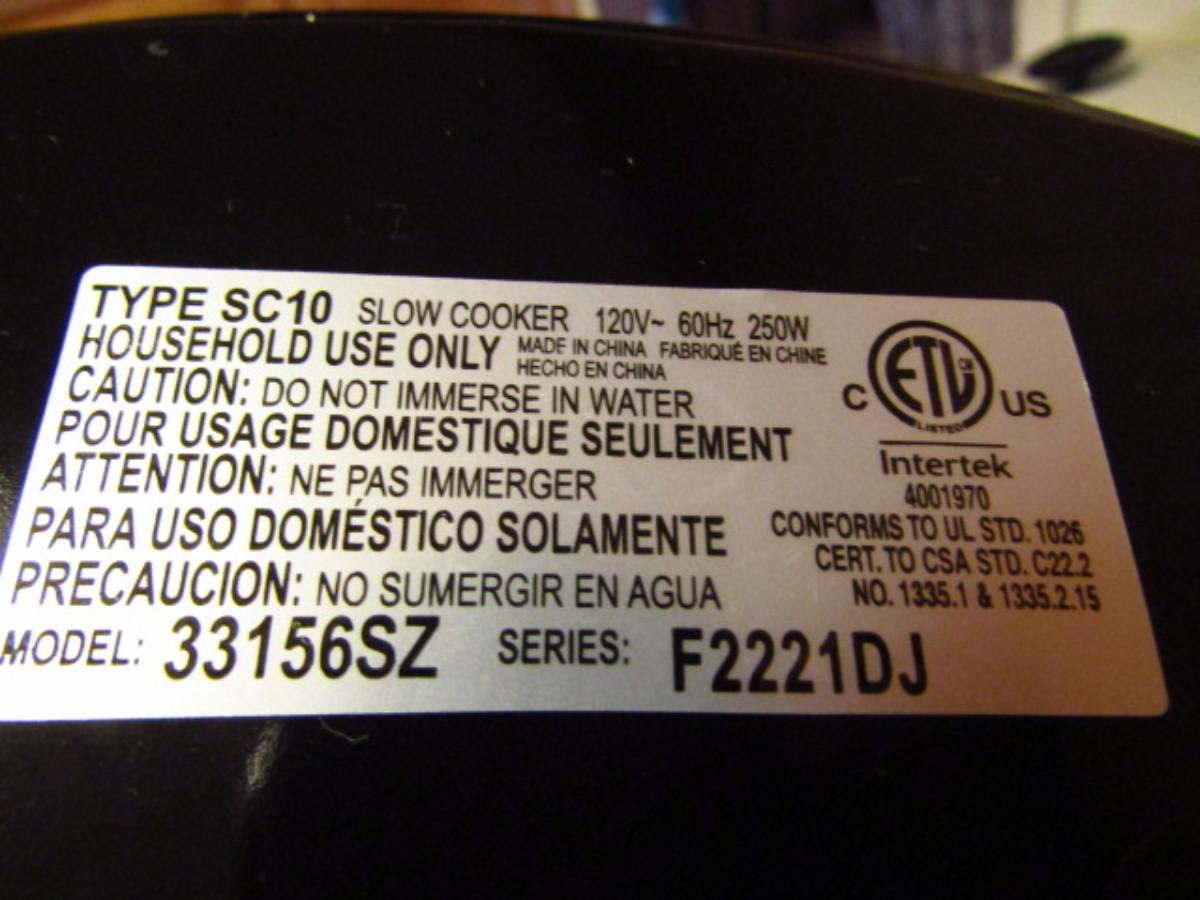 TYPE SC10 SLOW COOKER 120V~ 60Hz 250W
HOUSEHOLD USE ONLY MADE IN CHINA FABRIQUÉ EN CHINE
HECHO EN CHINA
CAUTION: DO NOT IMMERSE IN WATER
POUR USAGE DOMESTIQUE SEULEMENT
ATTENTION: NE PAS IMMERGER
PARA USO DOMÉSTICO SOLAMENTE
PRECAUCION: NO SUMERGIR EN AGUA
MODEL: 33156SZ SERIES: F2221DJ
C ETL CM US
LISTED
Intertek
4001970
CONFORMS TO UL STD. 1026
CERT. TO CSA STD. C22.2
NO. 1335.1 & 1335.2.15